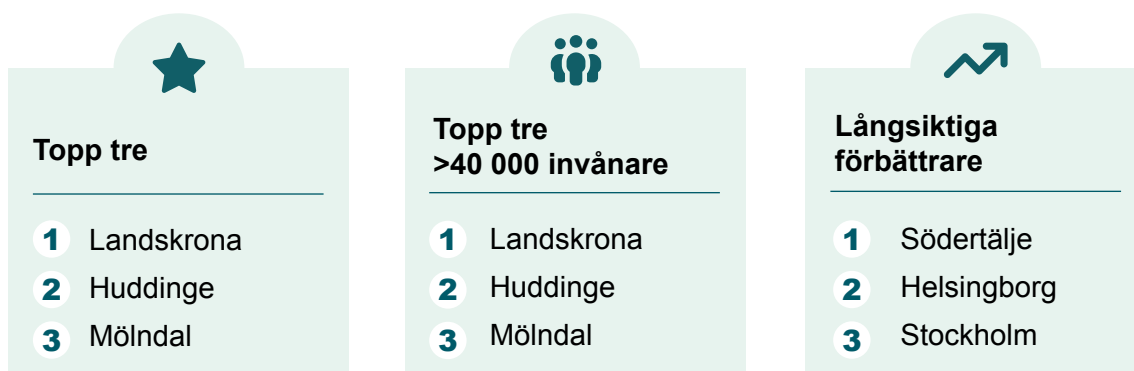 Topp tre
1 Landskrona
2 Huddinge
3 Mölndal
Topp tre
>40 000 invånare
1 Landskrona
2 Huddinge
3 Mölndal
Långsiktiga
förbättrare
1 Södertälje
2 Helsingborg
3 Stockholm